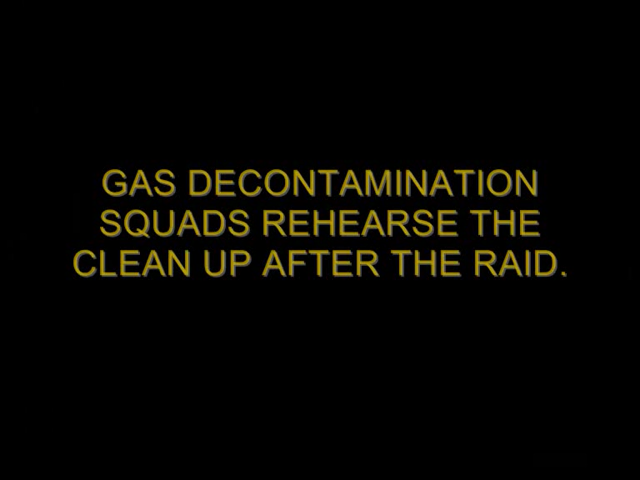 GAS DECONTAMINATION
SQUADS REHEARSE THE
CLEAN UP AFTER THE RAID.